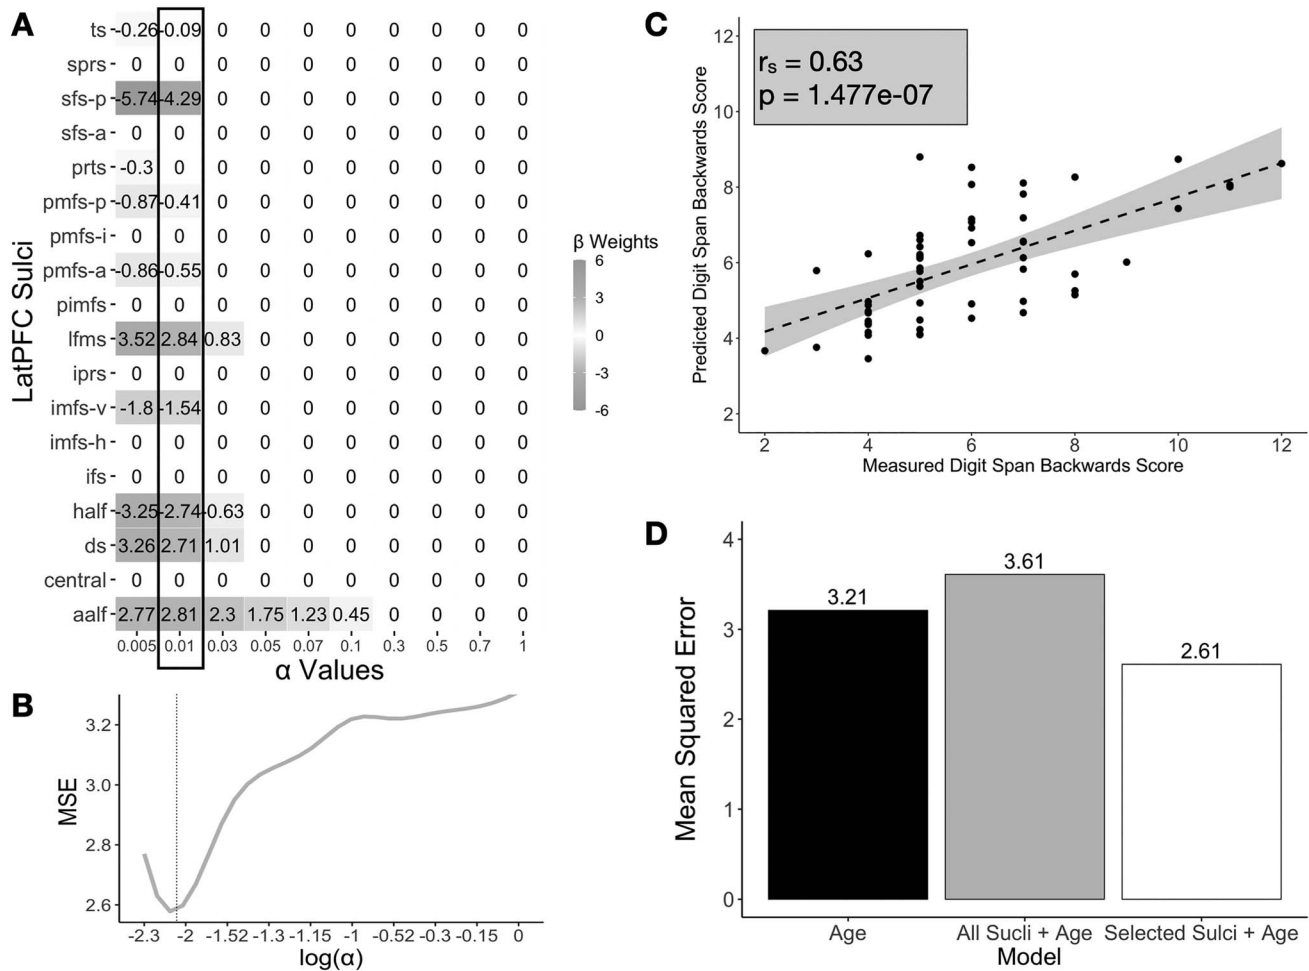 A
LatPFC Sulci
ts -0.26 -0.09 0 0 0 0 0 0 0 0
sprs 0 0 0 0 0 0 0 0 0 0
sfs-p -5.74 -4.29 0 0 0 0 0 0 0 0
sfs-a 0 0 0 0 0 0 0 0 0 0
prts -0.3 0 0 0 0 0 0 0 0 0
pmfs-p -0.87 -0.41 0 0 0 0 0 0 0 0
pmfs-i 0 0 0 0 0 0 0 0 0 0
pmfs-a -0.86 -0.55 0 0 0 0 0 0 0 0
pimfs 0 0 0 0 0 0 0 0 0 0
lfms 3.52 2.84 0.83 0 0 0 0 0 0 0
iprs 0 0 0 0 0 0 0 0 0 0
imfs-v -1.8 -1.54 0 0 0 0 0 0 0 0
imfs-h 0 0 0 0 0 0 0 0 0 0
ifs 0 0 0 0 0 0 0 0 0 0
half -3.25 -2.74 -0.63 0 0 0 0 0 0 0
ds 3.26 2.71 1.01 0 0 0 0 0 0 0
central 0 0 0 0 0 0 0 0 0 0
aalf 2.77 2.81 2.3 1.75 1.23 0.45 0 0 0 0
0.005 0.01 0.03 0.05 0.07 0.1 0.3 0.5 0.7 1
α Values
β Weights
6
3
0
-3
-6
B
MSE
3.2
3.0
2.8
2.6
-2.3 -2 -1.52 -1.3 -1.15 -1 -0.52 -0.3 -0.15 0
log(α)
C
rs = 0.63
p = 1.477e-07
Predicted Digit Span Backwards Score
12
10
8
6
4
2
2 4 6 8 10 12
Measured Digit Span Backwards Score
D
Mean Squared Error
4
3
2
1
0
3.21
3.61
2.61
Age All Sucli + Age Selected Sulci + Age
Model